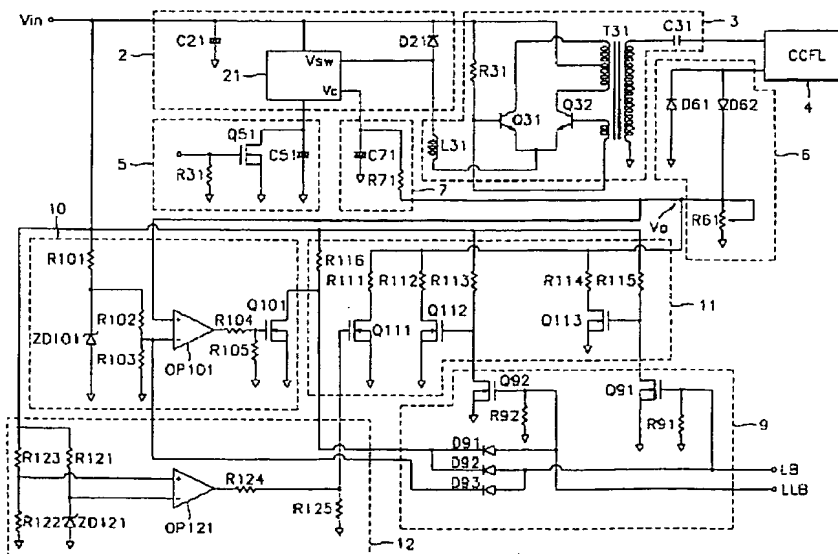 Vin
C21
2
21
Vsw
Vc
D21
R31
T31
C31
3
CCFL
4
Q31
Q32
D61
D62
6
5
Q51
R31
C51
C71
R71
7
L31
Va
R61
10
R101
R102
R103
ZD101
-
+
OP101
R104
R105
Q101
R116
R111
R112
R113
Q111
Q112
R114
R115
Q113
11
Q92
R92
Q91
R91
9
D91
D92
D93
LB
LLB
R123
R121
R122
ZD121
+
-
OP121
R124
R125
12